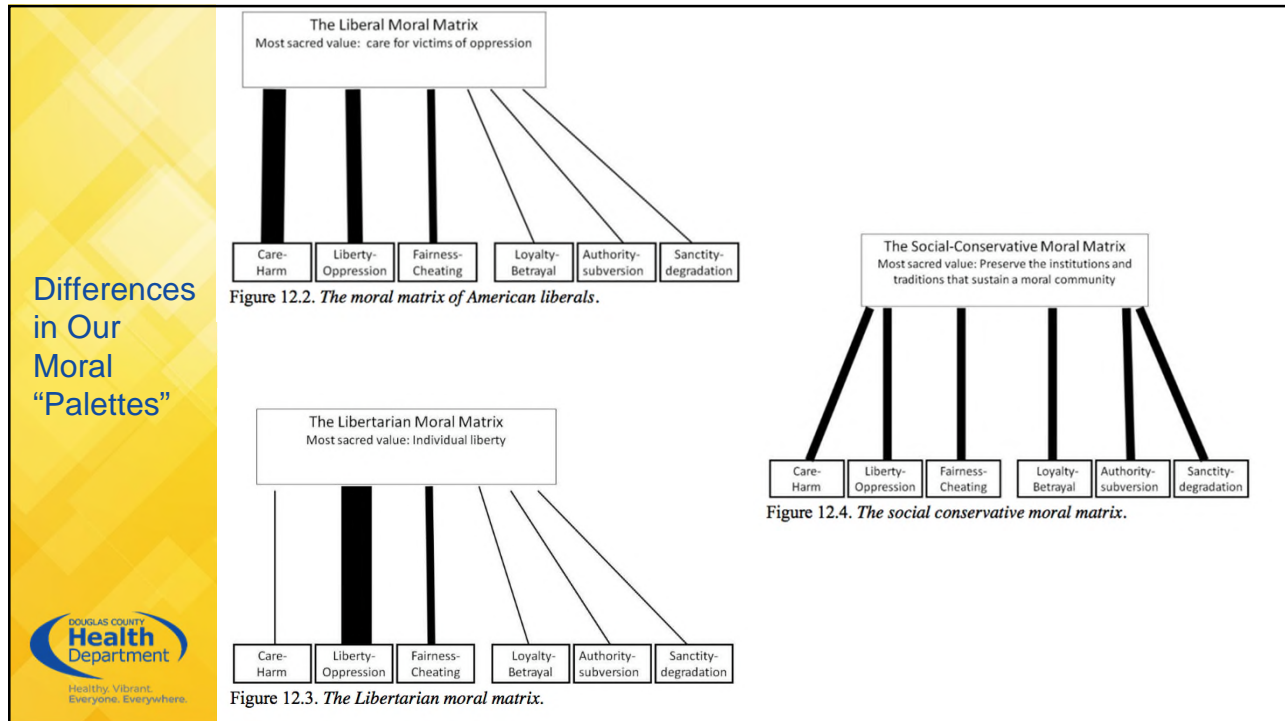 Differences
in Our
Moral
“Palettes”
DOUGLAS COUNTY
Health
Department
Healthy. Vibrant.
Everyone. Everywhere.
The Liberal Moral Matrix
Most sacred value: care for victims of oppression
Care-
Harm
Liberty-
Oppression
Fairness-
Cheating
Loyalty-
Betrayal
Authority-
subversion
Sanctity-
degradation
Figure 12.2. The moral matrix of American liberals.
The Libertarian Moral Matrix
Most sacred value: Individual liberty
Care-
Harm
Liberty-
Oppression
Fairness-
Cheating
Loyalty-
Betrayal
Authority-
subversion
Sanctity-
degradation
Figure 12.3. The Libertarian moral matrix.
The Social-Conservative Moral Matrix
Most sacred value: Preserve the institutions and
traditions that sustain a moral community
Care-
Harm
Liberty-
Oppression
Fairness-
Cheating
Loyalty-
Betrayal
Authority-
subversion
Sanctity-
degradation
Figure 12.4. The social conservative moral matrix.